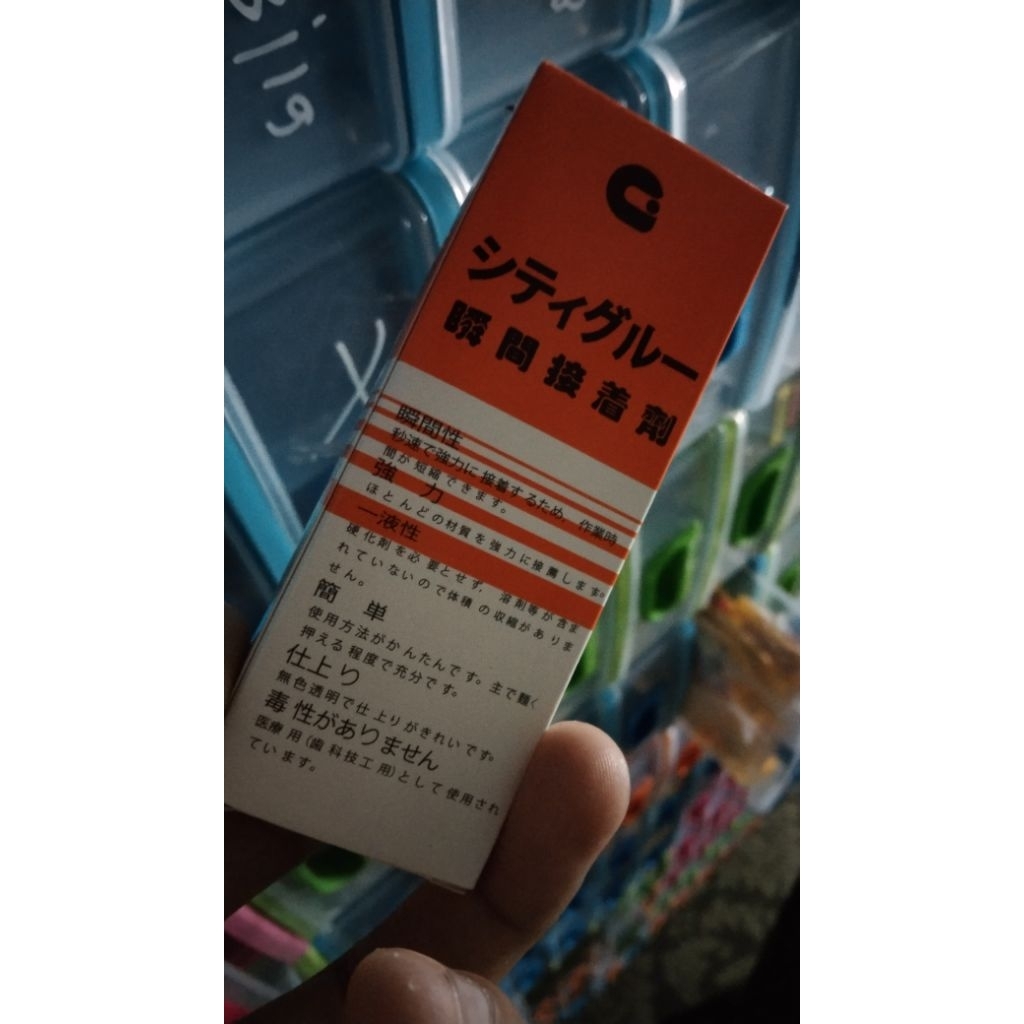 シティグルー
瞬間接着剤
瞬間性
秒速で強力に接着するため、作業時
間が短縮できます。
強力
ほとんどの材質を強力に接着します。
一液性
硬化剤を必要とせず、溶剤等が含ま
れていないので体積の収縮がありま
せん。
簡単
使用方法がかんたんです。主で麵く
押える程度で充分です。
仕上り
無色透明で仕上りがきれいです。
毒性がありません
医療用(歯科技工用)として使用され
ています。